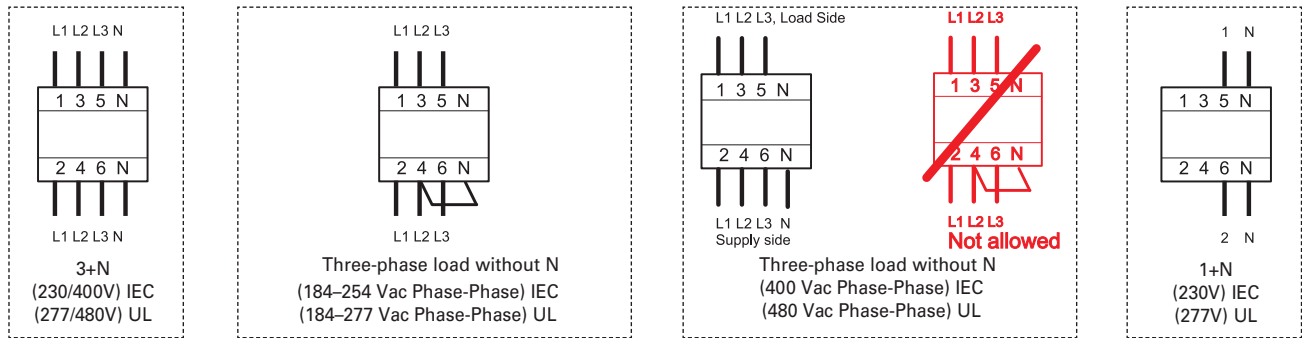 L1 L2 L3 N
1 3 5 N
2 4 6 N
L1 L2 L3 N
3+N
(230/400V) IEC
(277/480V) UL
L1 L2 L3
1 3 5 N
2 4 6 N
L1 L2 L3
Three-phase load without N
(184–254 Vac Phase-Phase) IEC
(184–277 Vac Phase-Phase) UL
L1 L2 L3, Load Side
1 3 5 N
2 4 6 N
L1 L2 L3 N
Supply side
L1 L2 L3
1 3 5 N
2 4 6 N
L1 L2 L3
Not allowed
Three-phase load without N
(400 Vac Phase-Phase) IEC
(480 Vac Phase-Phase) UL
1 N
1 3 5 N
2 4 6 N
2 N
1+N
(230V) IEC
(277V) UL